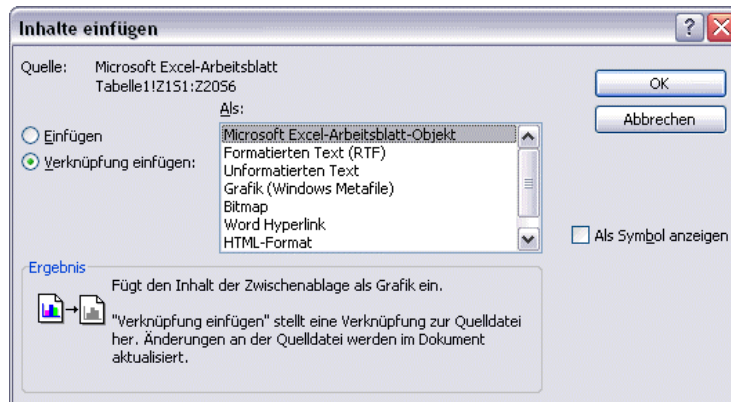 Inhalte einfügen
Quelle: Microsoft Excel-Arbeitsblatt
Tabelle1!Z1S1:Z20S6
Als:
Einfügen
Verknüpfung einfügen:
Microsoft Excel-Arbeitsblatt-Objekt
Formatierten Text (RTF)
Unformatierten Text
Grafik (Windows Metafile)
Bitmap
Word Hyperlink
HTML-Format
OK
Abbrechen
Als Symbol anzeigen
Ergebnis
Fügt den Inhalt der Zwischenablage als Grafik ein.
"Verknüpfung einfügen" stellt eine Verknüpfung zur Quelldatei
her. Änderungen an der Quelldatei werden im Dokument
aktualisiert.